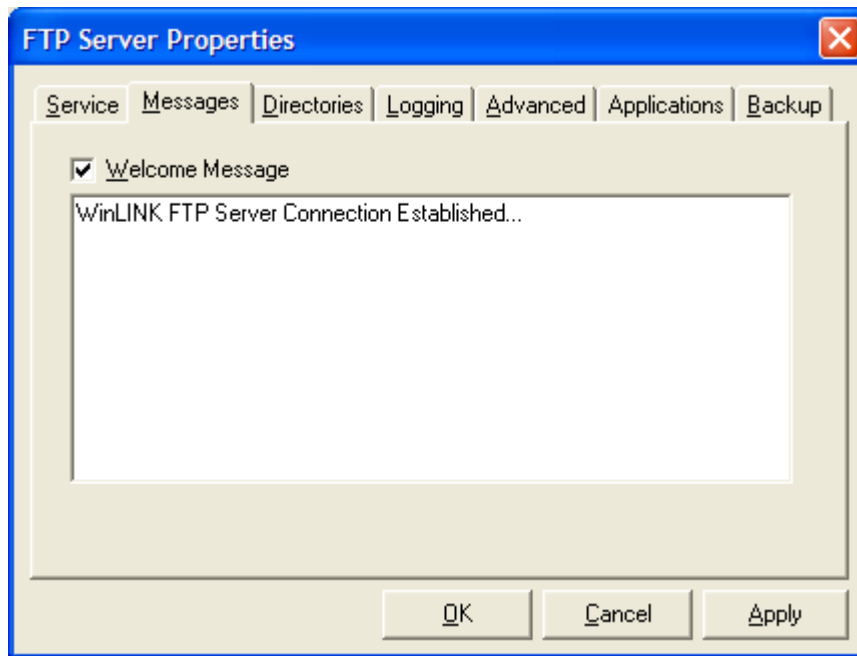 FTP Server Properties
Service Messages Directories Logging Advanced Applications Backup
Welcome Message
WinLINK FTP Server Connection Established...
OK Cancel Apply